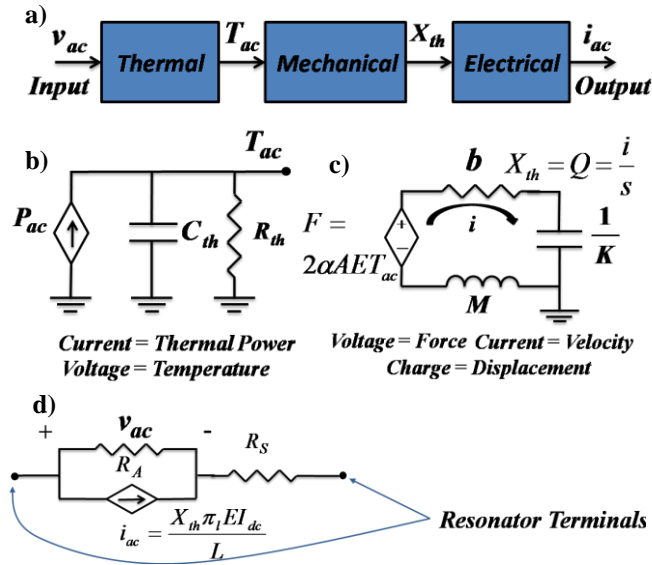 a)
v_ac T_ac X_th i_ac
Thermal Mechanical Electrical
Input Output
b) T_ac
P_ac C_th R_th
Current = Thermal Power
Voltage = Temperature
c) b X_th = Q = i/s
F = 2αAET_ac
+
−
i
1/K
M
Voltage = Force Current = Velocity
Charge = Displacement
d)
+ v_ac -
R_A R_S
i_ac = X_th π_l E I_dc / L
Resonator Terminals